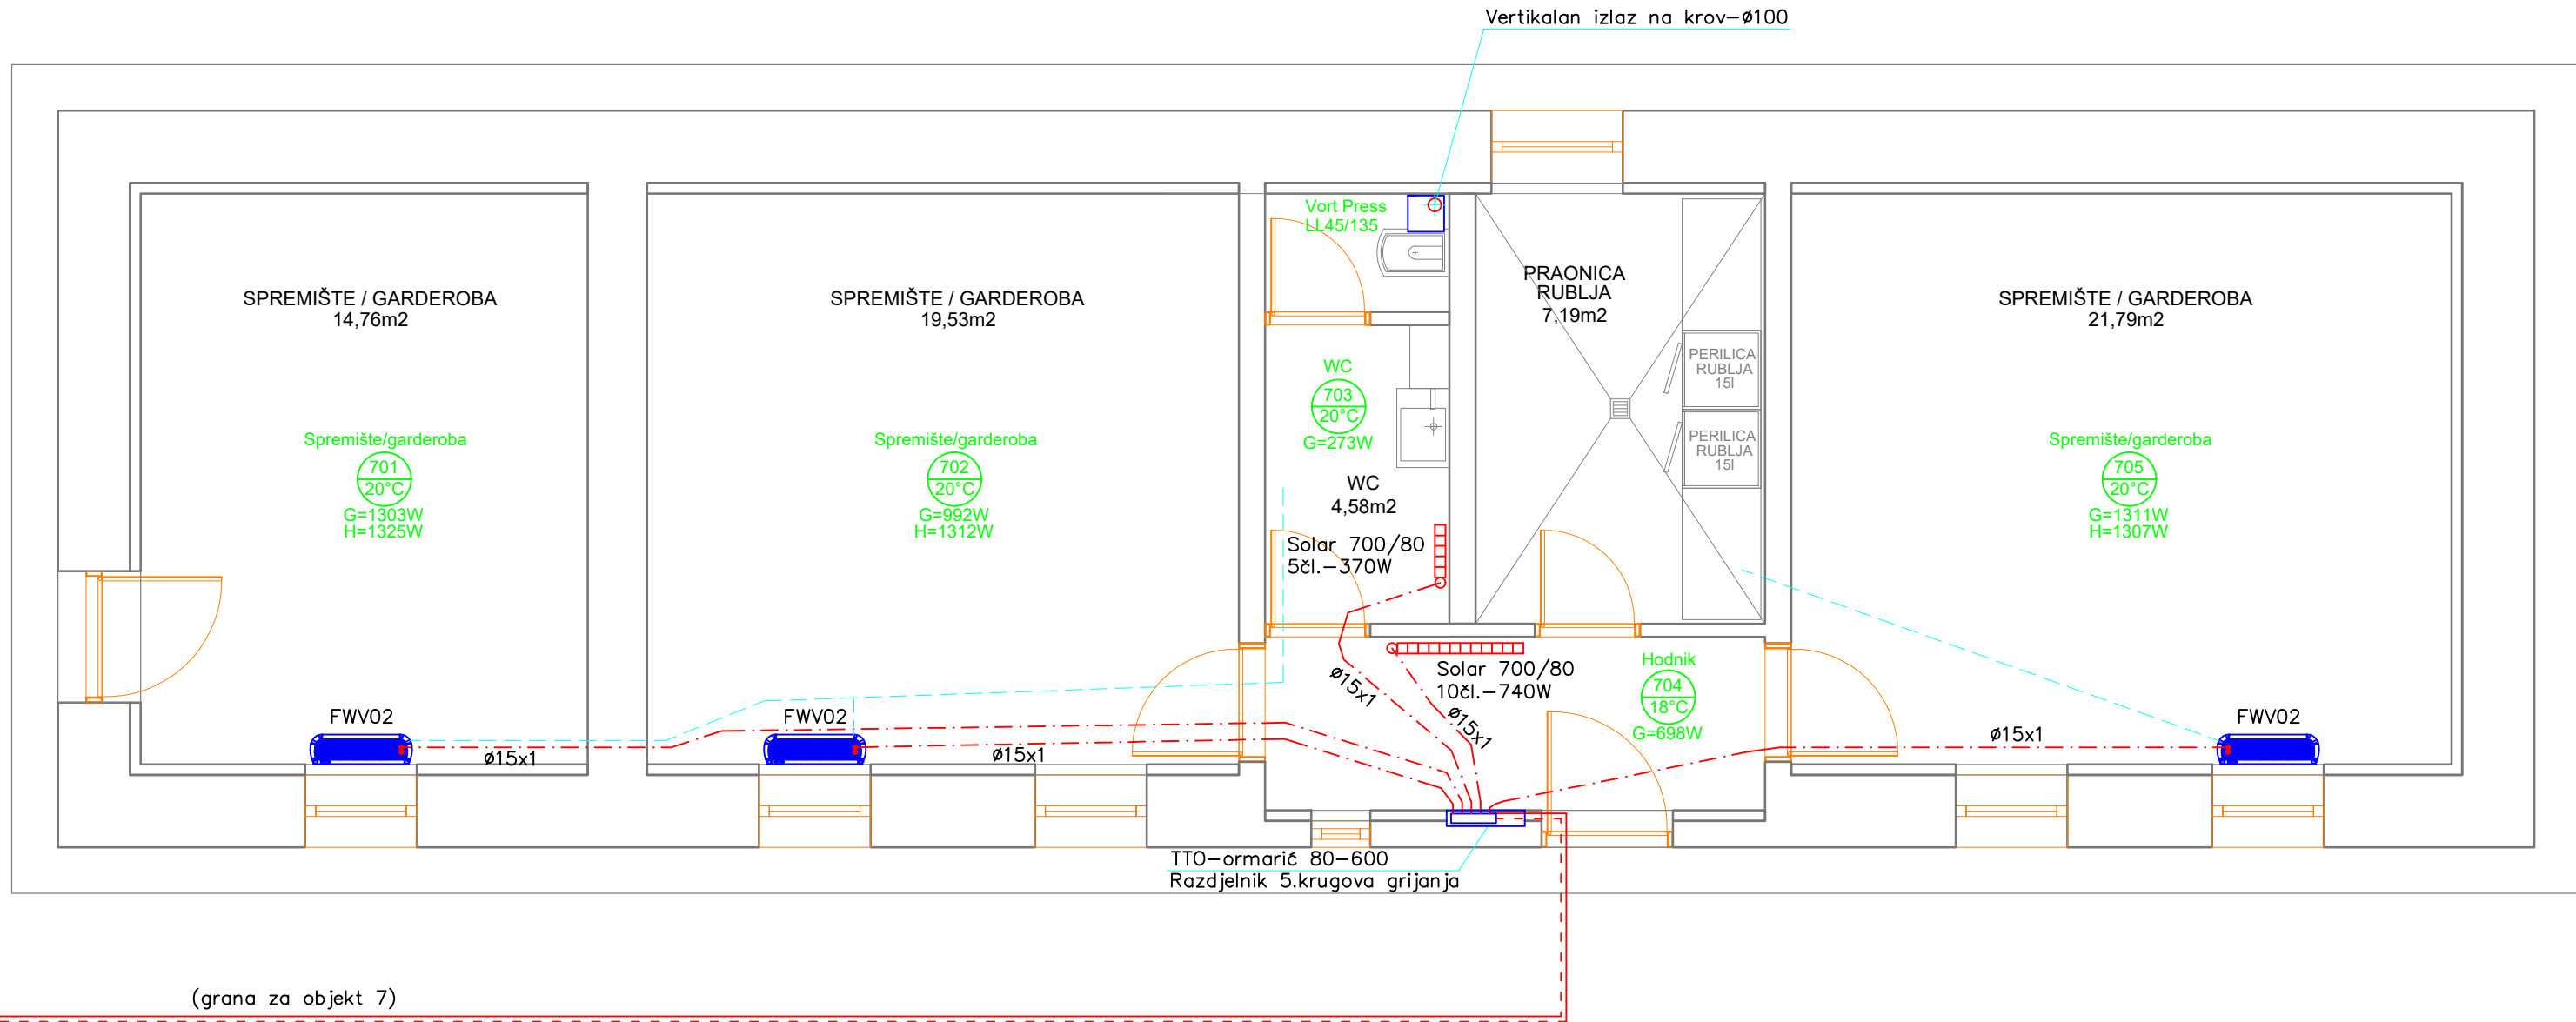 Vertikalan izlaz na krov-ø100
Vort Press
LL45/135
SPREMIŠTE / GARDEROBA
14,76m2
SPREMIŠTE / GARDEROBA
19,53m2
PRAONICA
RUBLJA
7,19m2
SPREMIŠTE / GARDEROBA
21,79m2
PERILICA
RUBLJA
15l
PERILICA
RUBLJA
15l
WC
703
20°C
G=273W
Spremište/garderoba
701
20°C
G=1303W
H=1325W
Spremište/garderoba
702
20°C
G=992W
H=1312W
Spremište/garderoba
705
20°C
G=1311W
H=1307W
WC
4,58m2
Solar 700/80
5čl.-370W
Solar 700/80
10čl.-740W
Hodnik
704
18°C
G=698W
ø15x1
ø15x1
FWV02
FWV02
FWV02
ø15x1
ø15x1
ø15x1
TTO-ormarič 80-600
Razdjelnik 5.krugova grijanja
(grana za objekt 7)